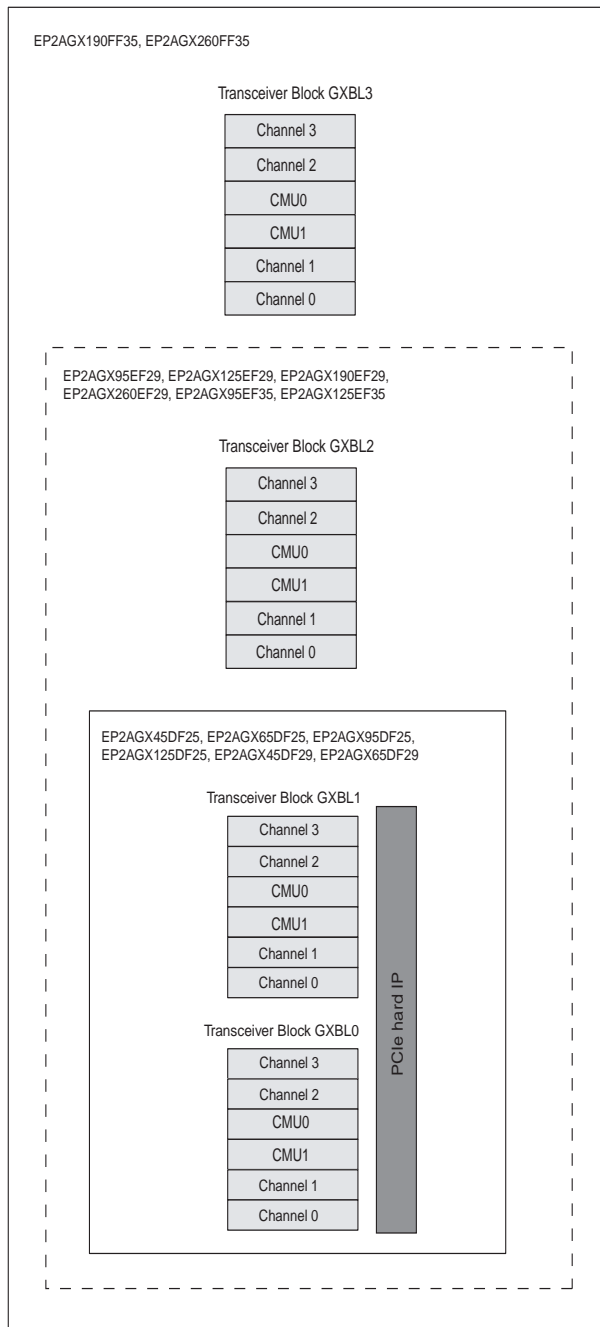 EP2AGX190FF35, EP2AGX260FF35
Transceiver Block GXBL3
Channel 3
Channel 2
CMU0
CMU1
Channel 1
Channel 0
EP2AGX95EF29, EP2AGX125EF29, EP2AGX190EF29,
EP2AGX260EF29, EP2AGX95EF35, EP2AGX125EF35
Transceiver Block GXBL2
Channel 3
Channel 2
CMU0
CMU1
Channel 1
Channel 0
EP2AGX45DF25, EP2AGX65DF25, EP2AGX95DF25,
EP2AGX125DF25, EP2AGX45DF29, EP2AGX65DF29
Transceiver Block GXBL1
Channel 3
Channel 2
CMU0
CMU1
Channel 1
Channel 0
PCIe hard IP
Transceiver Block GXBL0
Channel 3
Channel 2
CMU0
CMU1
Channel 1
Channel 0